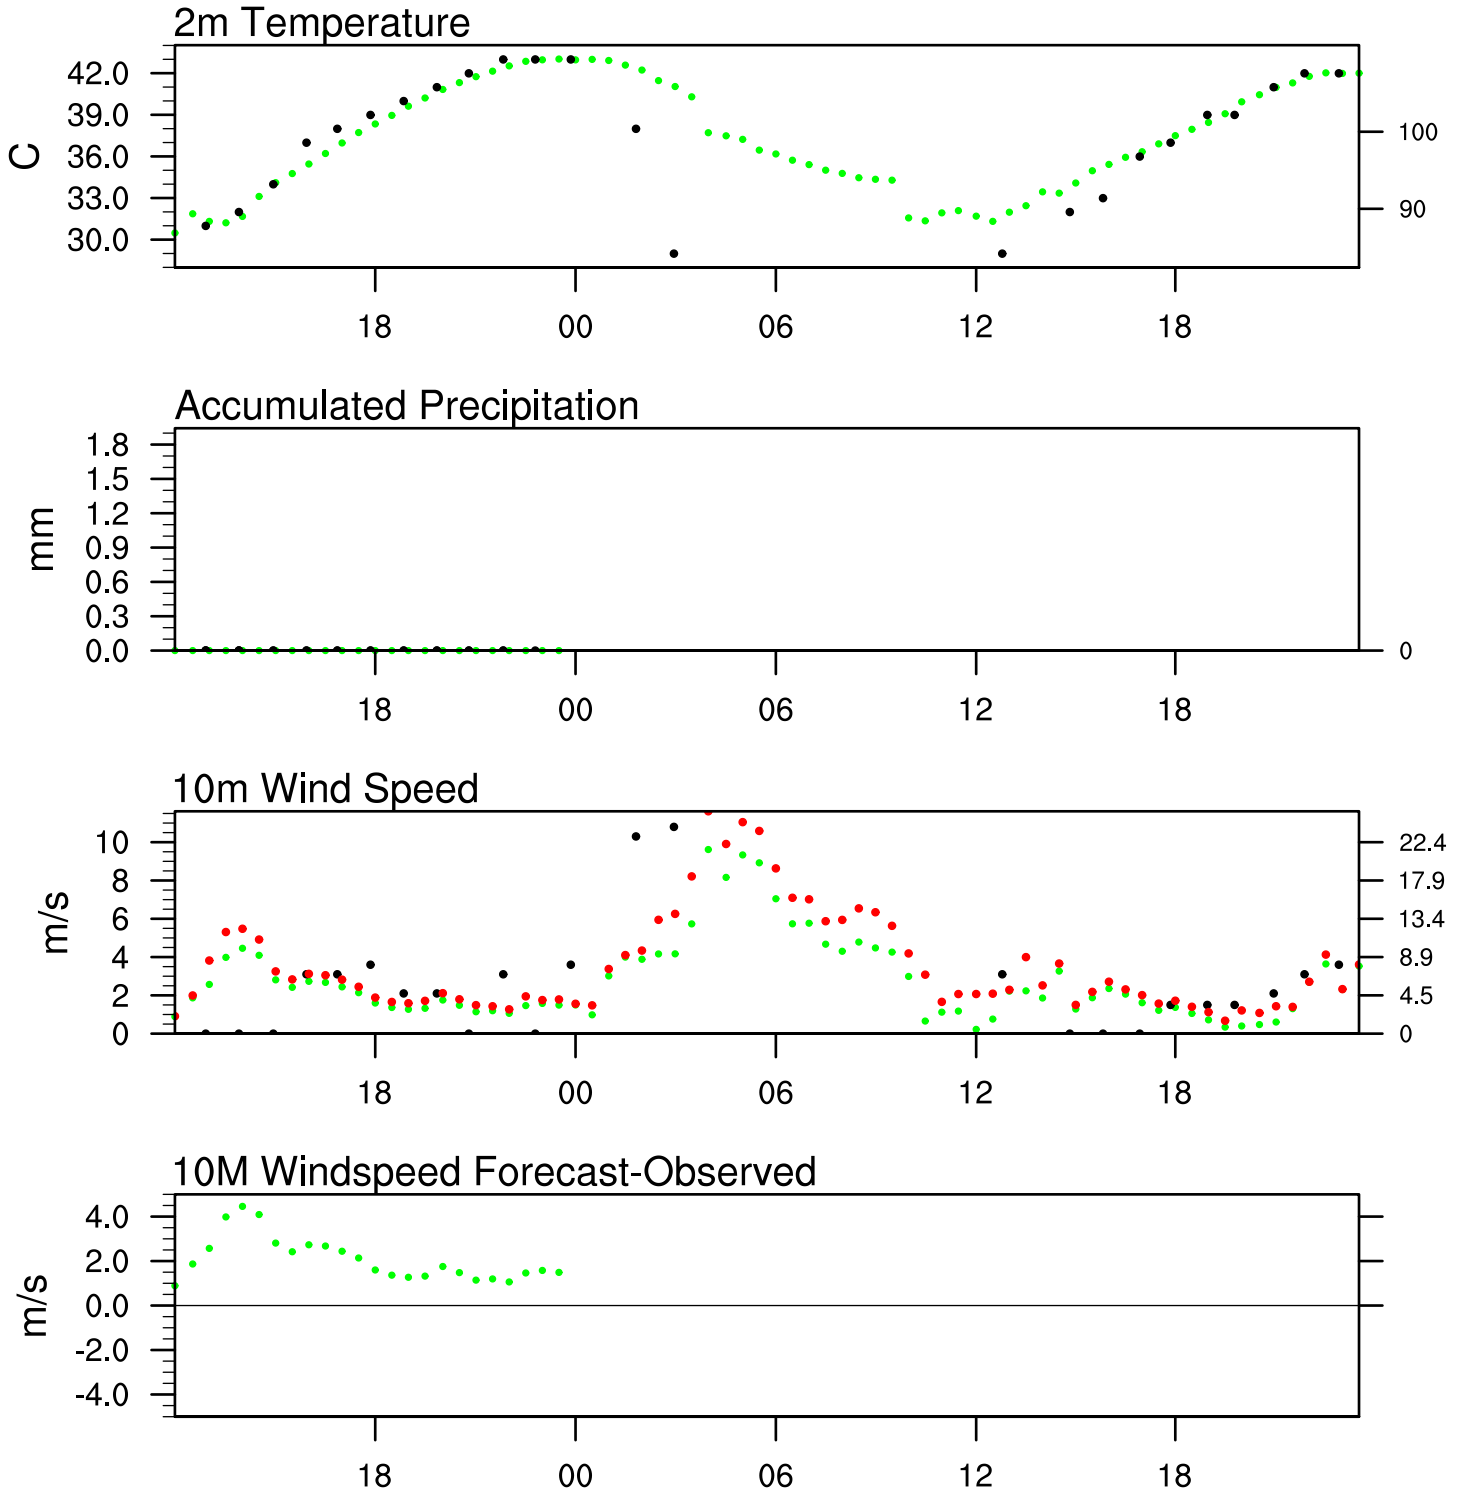 2m Temperature
42.0
39.0
36.0
33.0
30.0
C
100
90
18 00 06 12 18
Accumulated Precipitation
1.8
1.5
1.2
0.9
0.6
0.3
0.0
mm
0
18 00 06 12 18
10m Wind Speed
10
8
6
4
2
0
m/s
22.4
17.9
13.4
8.9
4.5
0
18 00 06 12 18
10M Windspeed Forecast-Observed
4.0
2.0
0.0
-2.0
-4.0
m/s
18 00 06 12 18